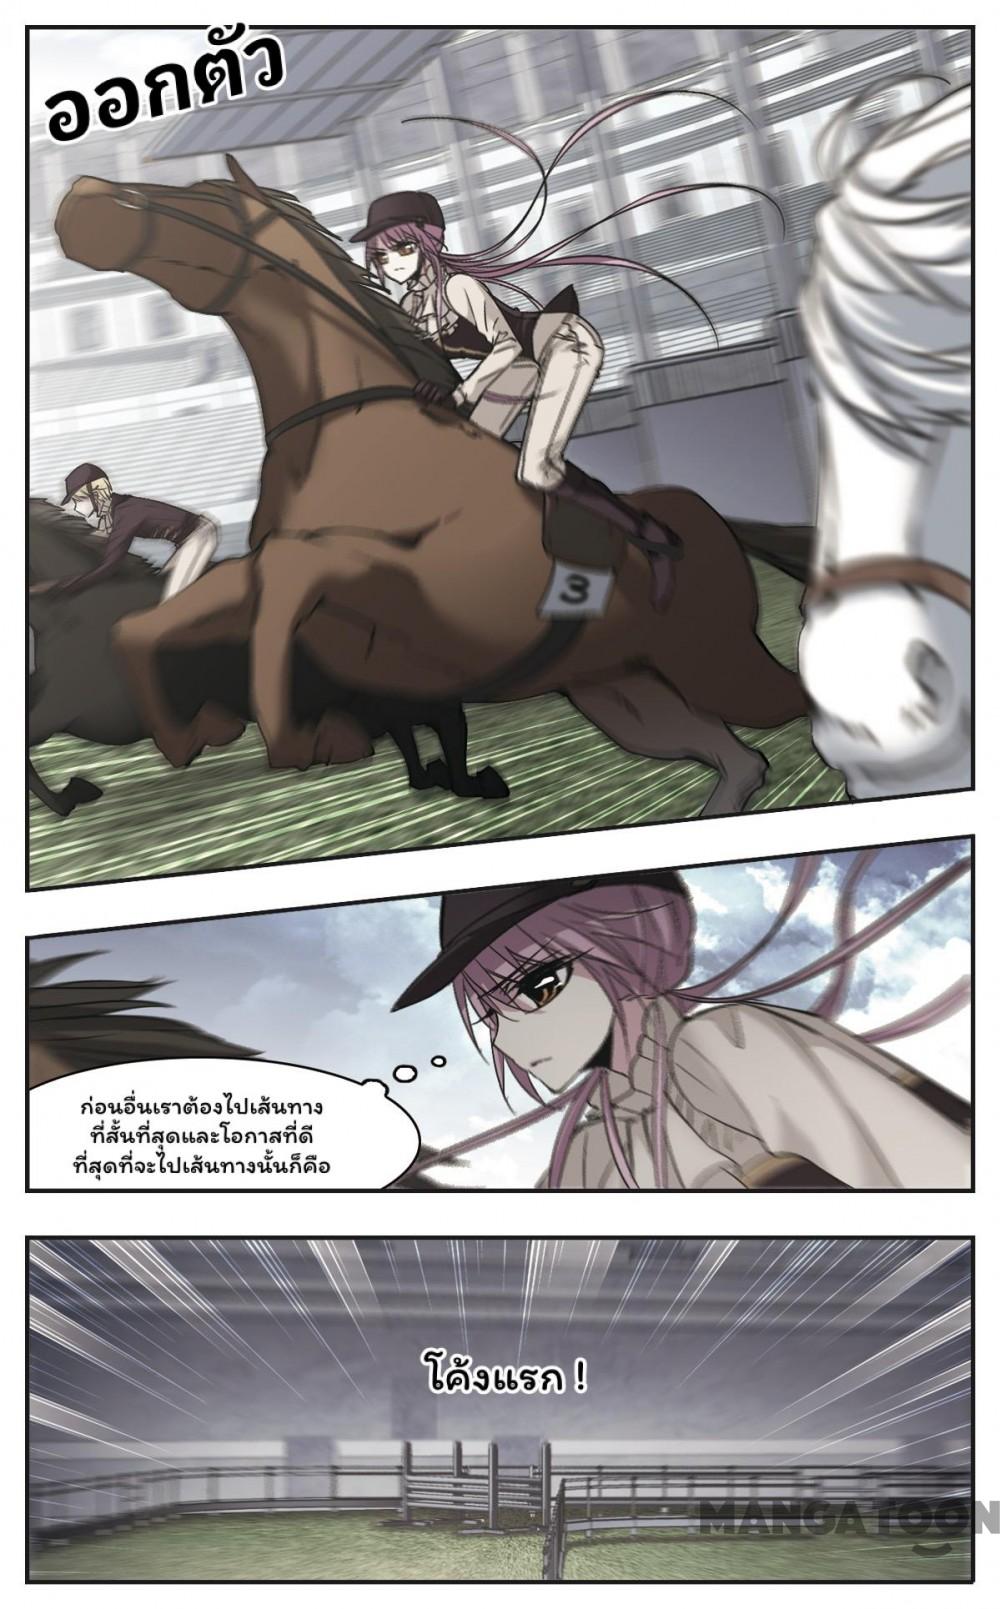 ออกตัว
3
ก่อนอื่นเราต้องไปเส้นทาง
ที่สั้นที่สุดและโอกาสที่ดี
ที่สุดที่จะไปเส้นทางนั้นก็คือ
โค้งแรก !
MANGATOON